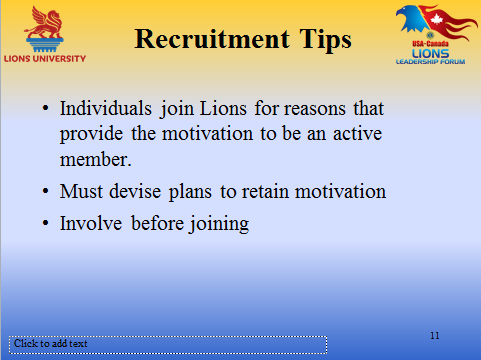 LIONS UNIVERSITY
Recruitment Tips
USA-Canada
LIONS
LEADERSHIP FORUM
• Individuals join Lions for reasons that
provide the motivation to be an active
member.
• Must devise plans to retain motivation
• Involve before joining
11
Click to add text